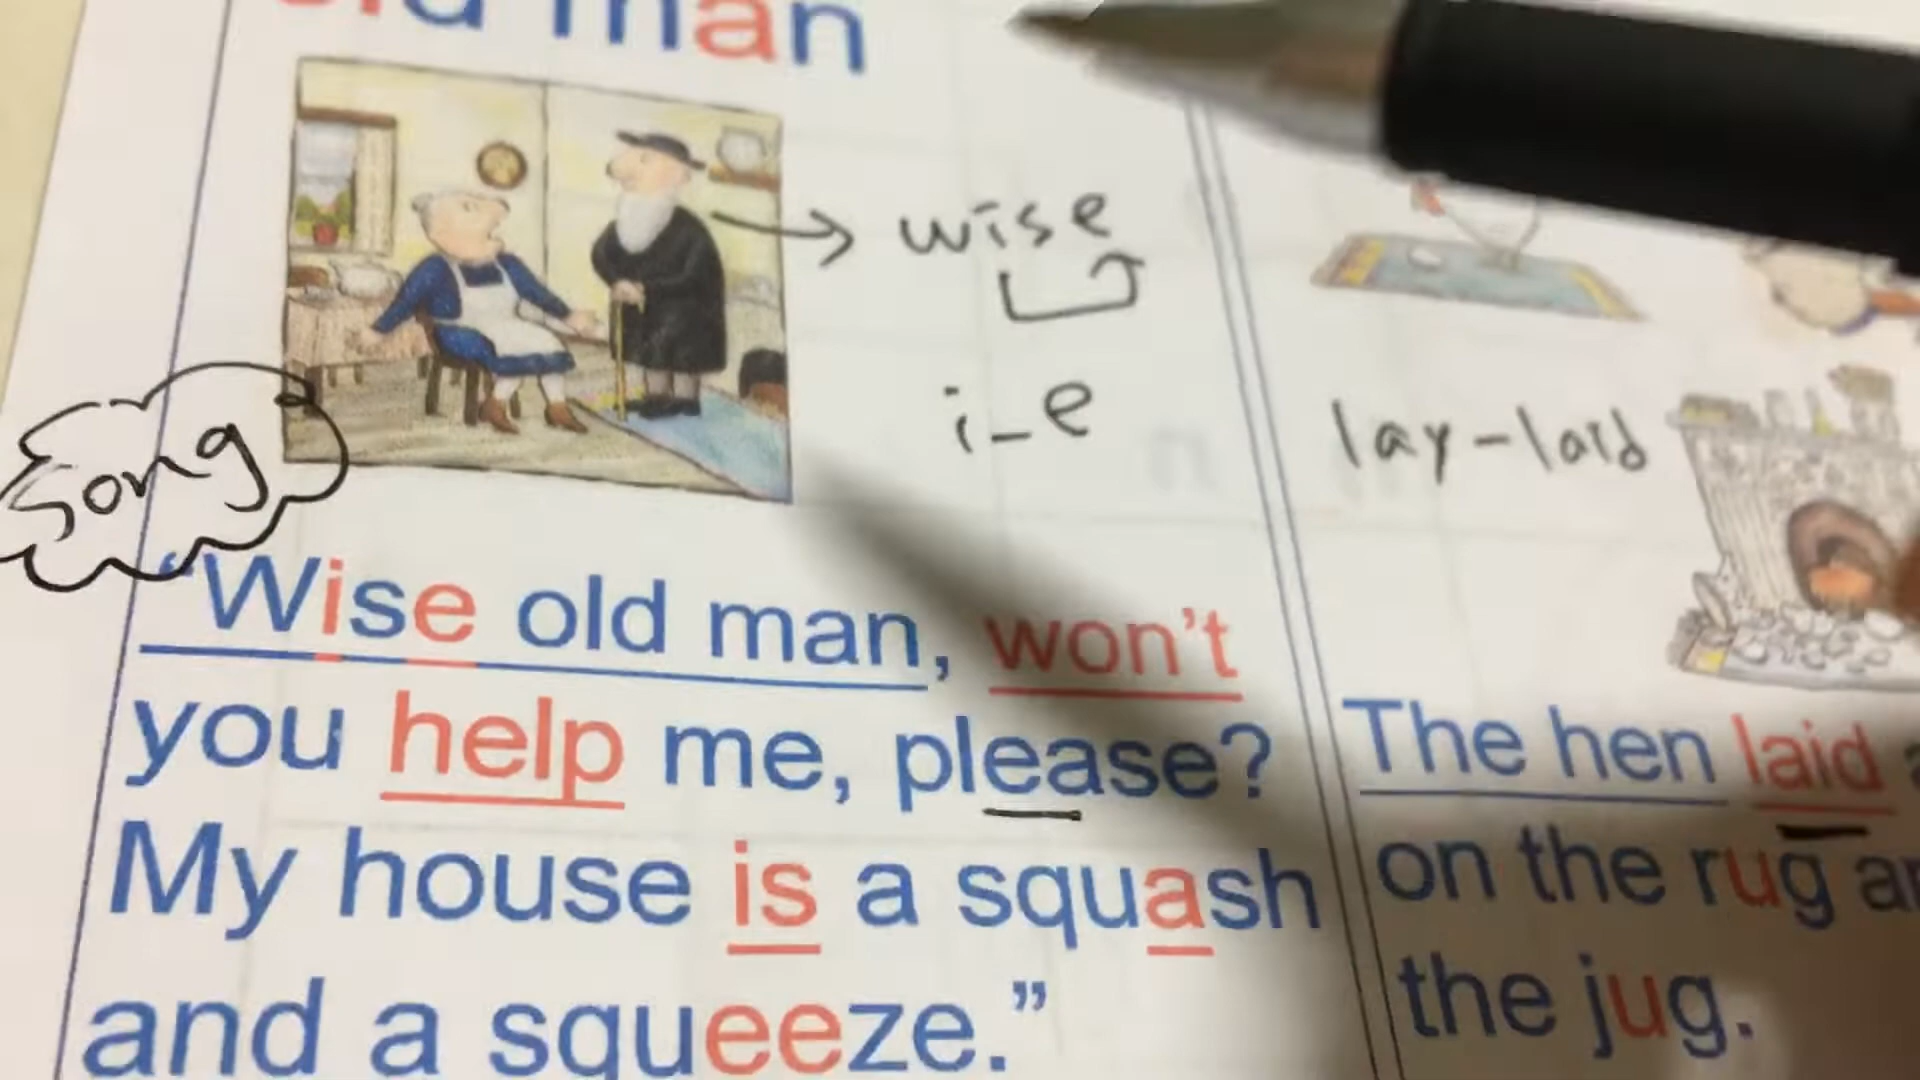 old man
wise
i_e
song
"Wise old man, won't
you help me, please?
My house is a squash
and a squeeze."
lay-laid
The hen laid
on the rug
the jug.